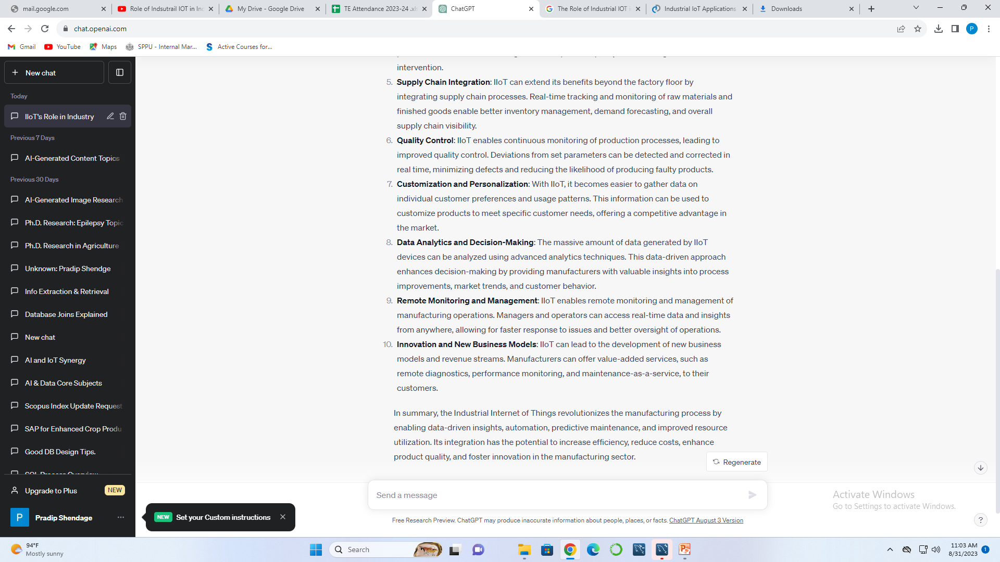 mail.google.com
Role of Indsutrail IOT in Inc
My Drive - Google Drive
TE Attendance 2023-24 .xls
ChatGPT
The Role of Industrial IOT i
Industrial IoT Applications
Downloads
chat.openai.com
P
Gmail
YouTube
Maps
SPPU - Internal Mar...
Active Courses for...
New chat
Today
IIoT's Role in Industry
Previous 7 Days
AI-Generated Content Topics
Previous 30 Days
AI-Generated Image Research
Ph.D. Research: Epilepsy Topic
Ph.D. Research in Agriculture
Unknown: Pradip Shendge
Info Extraction & Retrieval
Database Joins Explained
New chat
AI and IoT Synergy
AI & Data Core Subjects
Scopus Index Update Request
SAP for Enhanced Crop Produ
Good DB Design Tips.
SQL Process Overview
Upgrade to Plus NEW
P Pradip Shendage
intervention.
5. Supply Chain Integration: IIoT can extend its benefits beyond the factory floor by
integrating supply chain processes. Real-time tracking and monitoring of raw materials and
finished goods enable better inventory management, demand forecasting, and overall
supply chain visibility.
6. Quality Control: IIoT enables continuous monitoring of production processes, leading to
improved quality control. Deviations from set parameters can be detected and corrected in
real time, minimizing defects and reducing the likelihood of producing faulty products.
7. Customization and Personalization: With IIoT, it becomes easier to gather data on
individual customer preferences and usage patterns. This information can be used to
customize products to meet specific customer needs, offering a competitive advantage in
the market.
8. Data Analytics and Decision-Making: The massive amount of data generated by IIoT
devices can be analyzed using advanced analytics techniques. This data-driven approach
enhances decision-making by providing manufacturers with valuable insights into process
improvements, market trends, and customer behavior.
9. Remote Monitoring and Management: IIoT enables remote monitoring and management of
manufacturing operations. Managers and operators can access real-time data and insights
from anywhere, allowing for faster response to issues and better oversight of operations.
10. Innovation and New Business Models: IIoT can lead to the development of new business
models and revenue streams. Manufacturers can offer value-added services, such as
remote diagnostics, performance monitoring, and maintenance-as-a-service, to their
customers.
In summary, the Industrial Internet of Things revolutionizes the manufacturing process by
enabling data-driven insights, automation, predictive maintenance, and improved resource
utilization. Its integration has the potential to increase efficiency, reduce costs, enhance
product quality, and foster innovation in the manufacturing sector.
Regenerate
Send a message
NEW Set your Custom instructions
Free Research Preview. ChatGPT may produce inaccurate information about people, places, or facts. ChatGPT August 3 Version
Activate Windows
Go to Settings to activate Windows.
?
94°F
Mostly sunny
Search
11:03 AM
8/31/2023
1